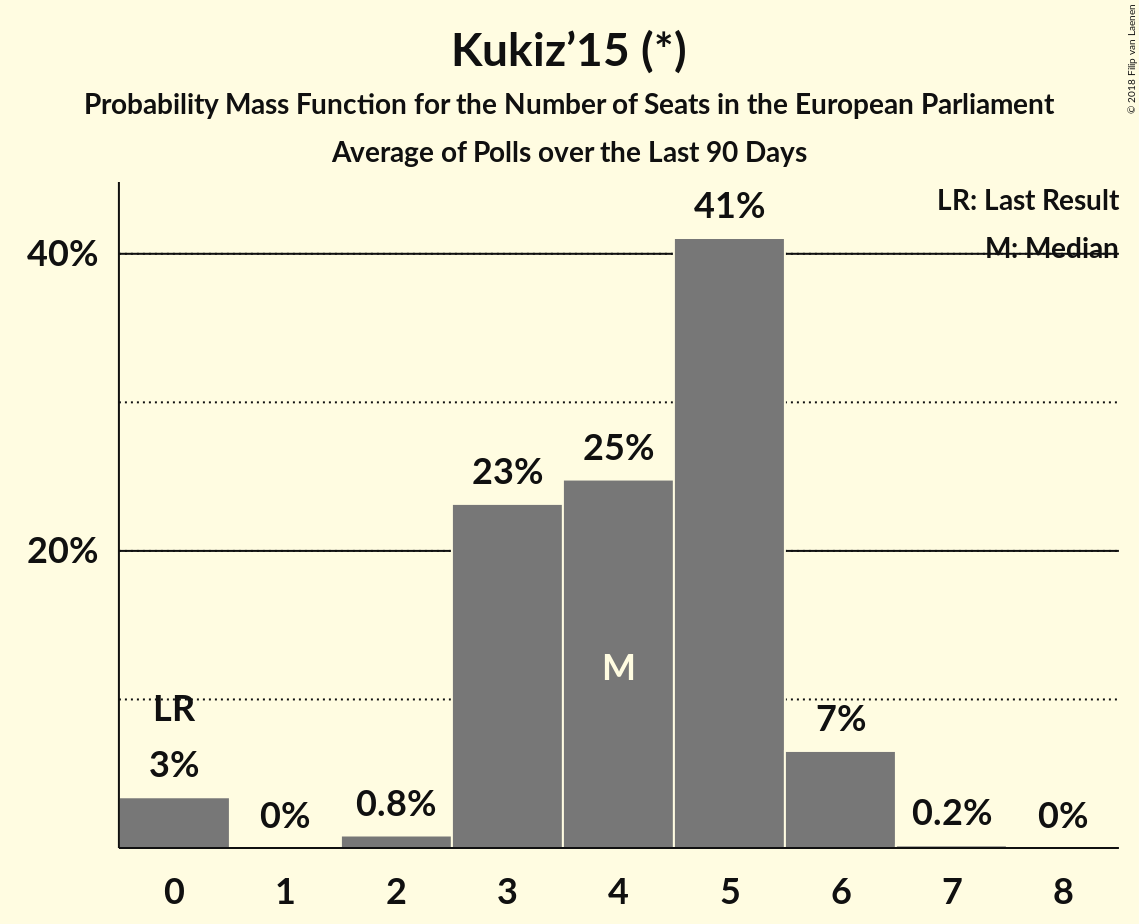 Kukiz’15 (*)
Probability Mass Function for the Number of Seats in the European Parliament
Average of Polls over the Last 90 Days
© 2018 Filip van Laenen
LR: Last Result
M: Median
41%
40%
25%
23%
20%
M
LR
7%
3%
0%
0.8%
0.2%
0%
0 1 2 3 4 5 6 7 8